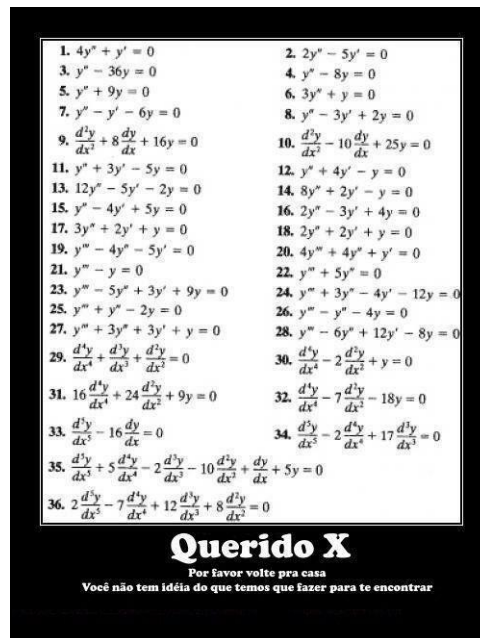 1. 4y" + y' = 0
2. 2y" − 5y' = 0
3. y" − 36y = 0
4. y" − 8y = 0
5. y" + 9y = 0
6. 3y" + y = 0
7. y" − y' − 6y = 0
8. y" − 3y' + 2y = 0
9. d²y/dx² + 8 dy/dx + 16y = 0
10. d²y/dx² − 10 dy/dx + 25y = 0
11. y" + 3y' − 5y = 0
12. y" + 4y' − y = 0
13. 12y" − 5y' − 2y = 0
14. 8y" + 2y' − y = 0
15. y" − 4y' + 5y = 0
16. 2y" − 3y' + 4y = 0
17. 3y" + 2y' + y = 0
18. 2y" + 2y' + y = 0
19. y"' − 4y" − 5y' = 0
20. 4y"' + 4y" + y' = 0
21. y"' − y = 0
22. y"' + 5y" = 0
23. y"' − 5y" + 3y' + 9y = 0
24. y"' + 3y" − 4y' − 12y = 0
25. y"' + y" − 2y = 0
26. y"' − y" − 4y = 0
27. y"' + 3y" + 3y' + y = 0
28. y"' − 6y" + 12y' − 8y = 0
29. d⁴y/dx⁴ + d³y/dx³ + d²y/dx² = 0
30. d⁴y/dx⁴ − 2 d²y/dx² + y = 0
31. 16 d⁴y/dx⁴ + 24 d²y/dx² + 9y = 0
32. d⁴y/dx⁴ − 7 d²y/dx² − 18y = 0
33. d⁵y/dx⁵ − 16 dy/dx = 0
34. d⁵y/dx⁵ − 2 d⁴y/dx⁴ + 17 d³y/dx³ = 0
35. d⁵y/dx⁵ + 5 d⁴y/dx⁴ − 2 d³y/dx³ − 10 d²y/dx² + dy/dx + 5y = 0
36. 2 d⁵y/dx⁵ − 7 d⁴y/dx⁴ + 12 d³y/dx³ + 8 d²y/dx² = 0
Querido X
Por favor volte pra casa
Você não tem idéia do que temos que fazer para te encontrar